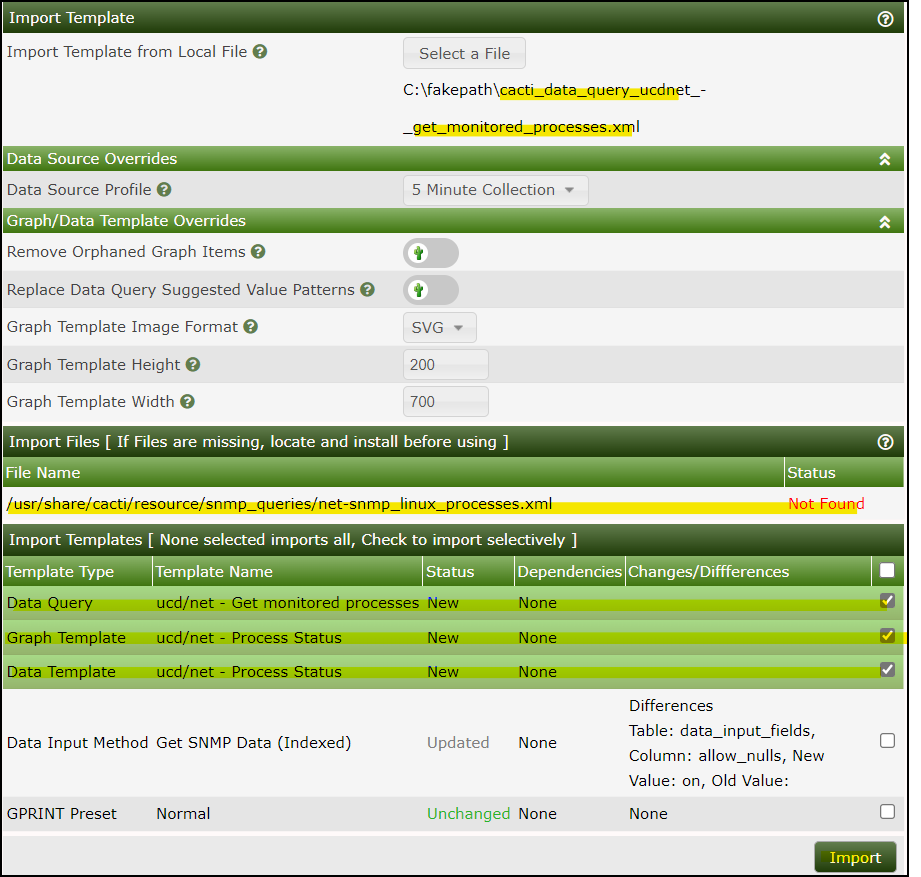 Import Template
Import Template from Local File
Select a File
C:\fakepath\cacti_data_query_ucdnet_-
_get_monitored_processes.xml
Data Source Overrides
Data Source Profile 5 Minute Collection
Graph/Data Template Overrides
Remove Orphaned Graph Items
Replace Data Query Suggested Value Patterns
Graph Template Image Format SVG
Graph Template Height 200
Graph Template Width 700
Import Files [ If Files are missing, locate and install before using ]
File Name Status
/usr/share/cacti/resource/snmp_queries/net-snmp_linux_processes.xml Not Found
Import Templates [ None selected imports all, Check to import selectively ]
Template Type Template Name Status Dependencies Changes/Diffferences
Data Query ucd/net - Get monitored processes New None
Graph Template ucd/net - Process Status New None
Data Template ucd/net - Process Status New None
Data Input Method Get SNMP Data (Indexed) Updated None
Differences
Table: data_input_fields,
Column: allow_nulls, New
Value: on, Old Value:
GPRINT Preset Normal Unchanged None None
Import